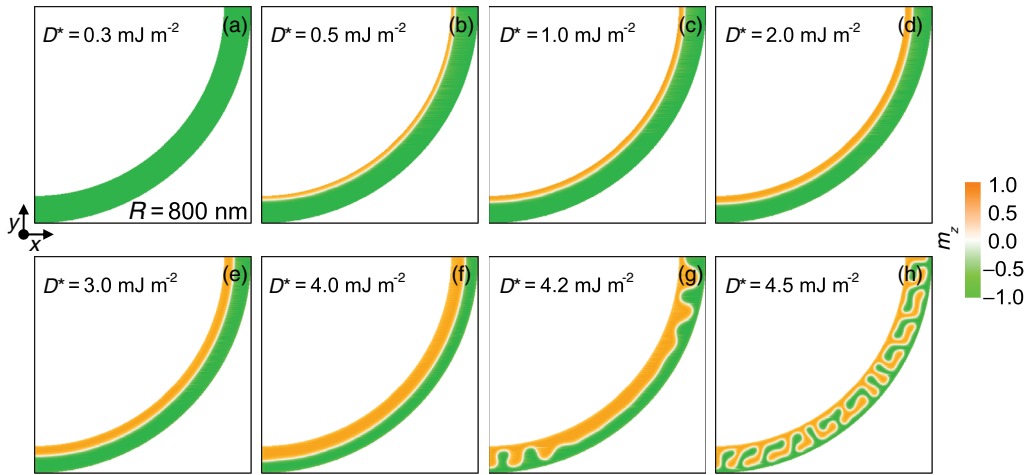 D* = 0.3 mJ m⁻² (a)
R = 800 nm
D* = 0.5 mJ m⁻² (b)
D* = 1.0 mJ m⁻² (c)
D* = 2.0 mJ m⁻² (d)
y
x
D* = 3.0 mJ m⁻² (e)
D* = 4.0 mJ m⁻² (f)
D* = 4.2 mJ m⁻² (g)
D* = 4.5 mJ m⁻² (h)
m_z
1.0
0.5
0.0
–0.5
–1.0